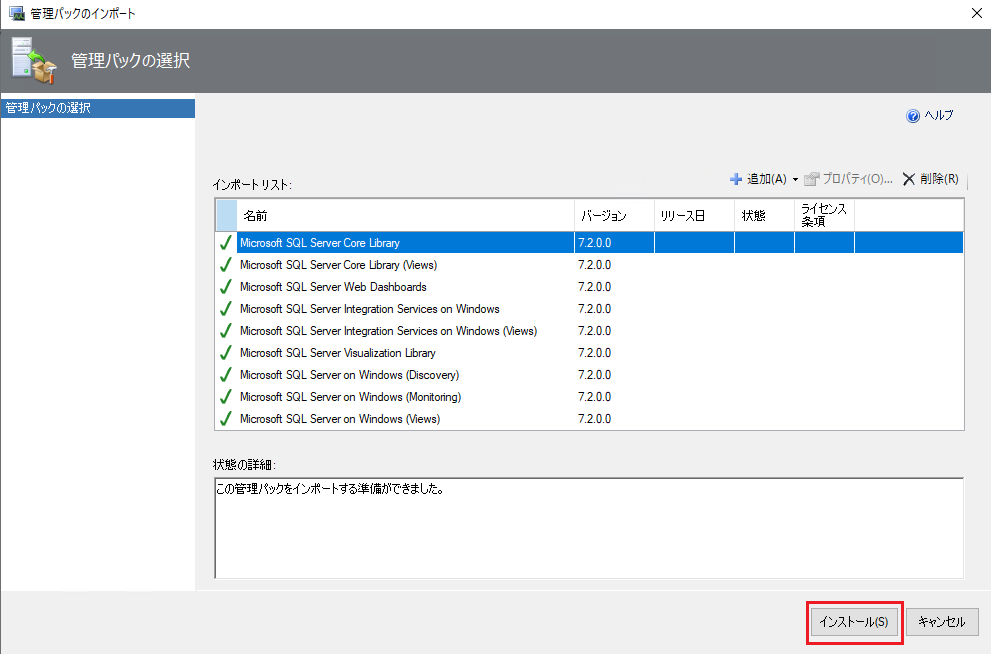 管理パックのインポート
管理パックの選択
管理パックの選択
ヘルプ
インポートリスト:
追加(A)
プロパティ(O)...
削除(R)
名前 バージョン リリース日 状態 ライセンス条項
Microsoft SQL Server Core Library 7.2.0.0
Microsoft SQL Server Core Library (Views) 7.2.0.0
Microsoft SQL Server Web Dashboards 7.2.0.0
Microsoft SQL Server Integration Services on Windows 7.2.0.0
Microsoft SQL Server Integration Services on Windows (Views) 7.2.0.0
Microsoft SQL Server Visualization Library 7.2.0.0
Microsoft SQL Server on Windows (Discovery) 7.2.0.0
Microsoft SQL Server on Windows (Monitoring) 7.2.0.0
Microsoft SQL Server on Windows (Views) 7.2.0.0
状態の詳細:
この管理パックをインポートする準備ができました。
インストール(S)
キャンセル